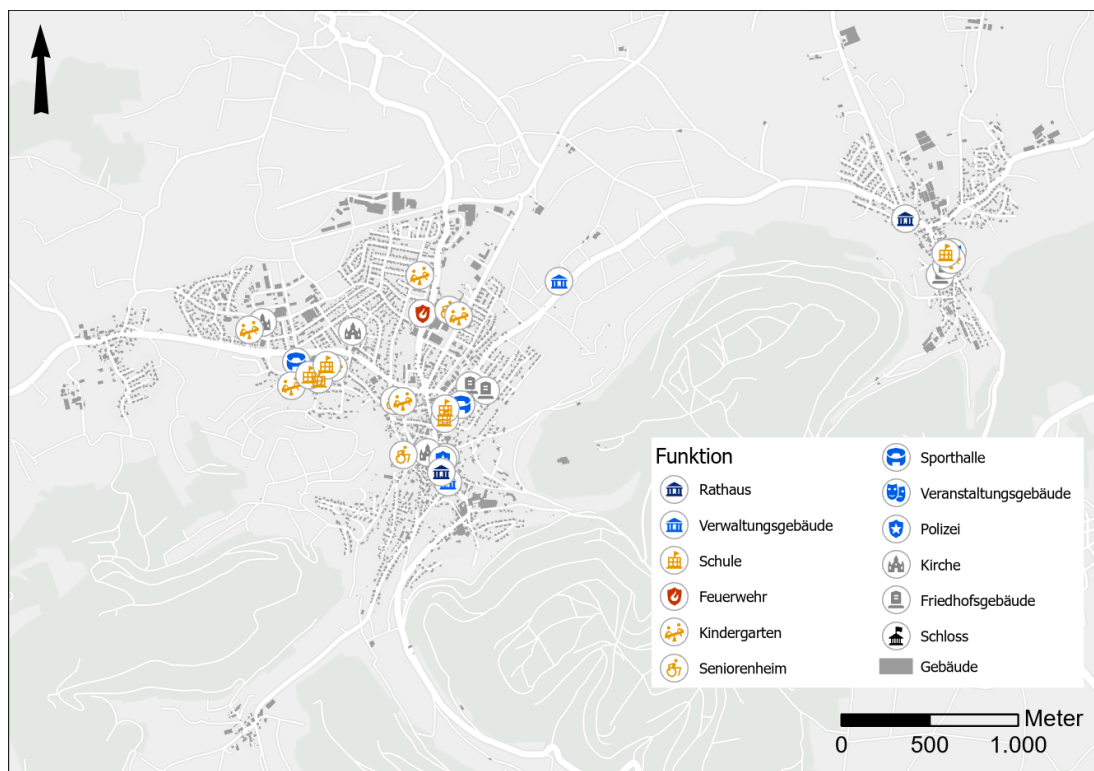 Funktion
Rathaus
Verwaltungsgebäude
Schule
Feuerwehr
Kindergarten
Seniorenheim
Sporthalle
Veranstaltungsgebäude
Polizei
Kirche
Friedhofsgebäude
Schloss
Gebäude
Meter
0 500 1.000